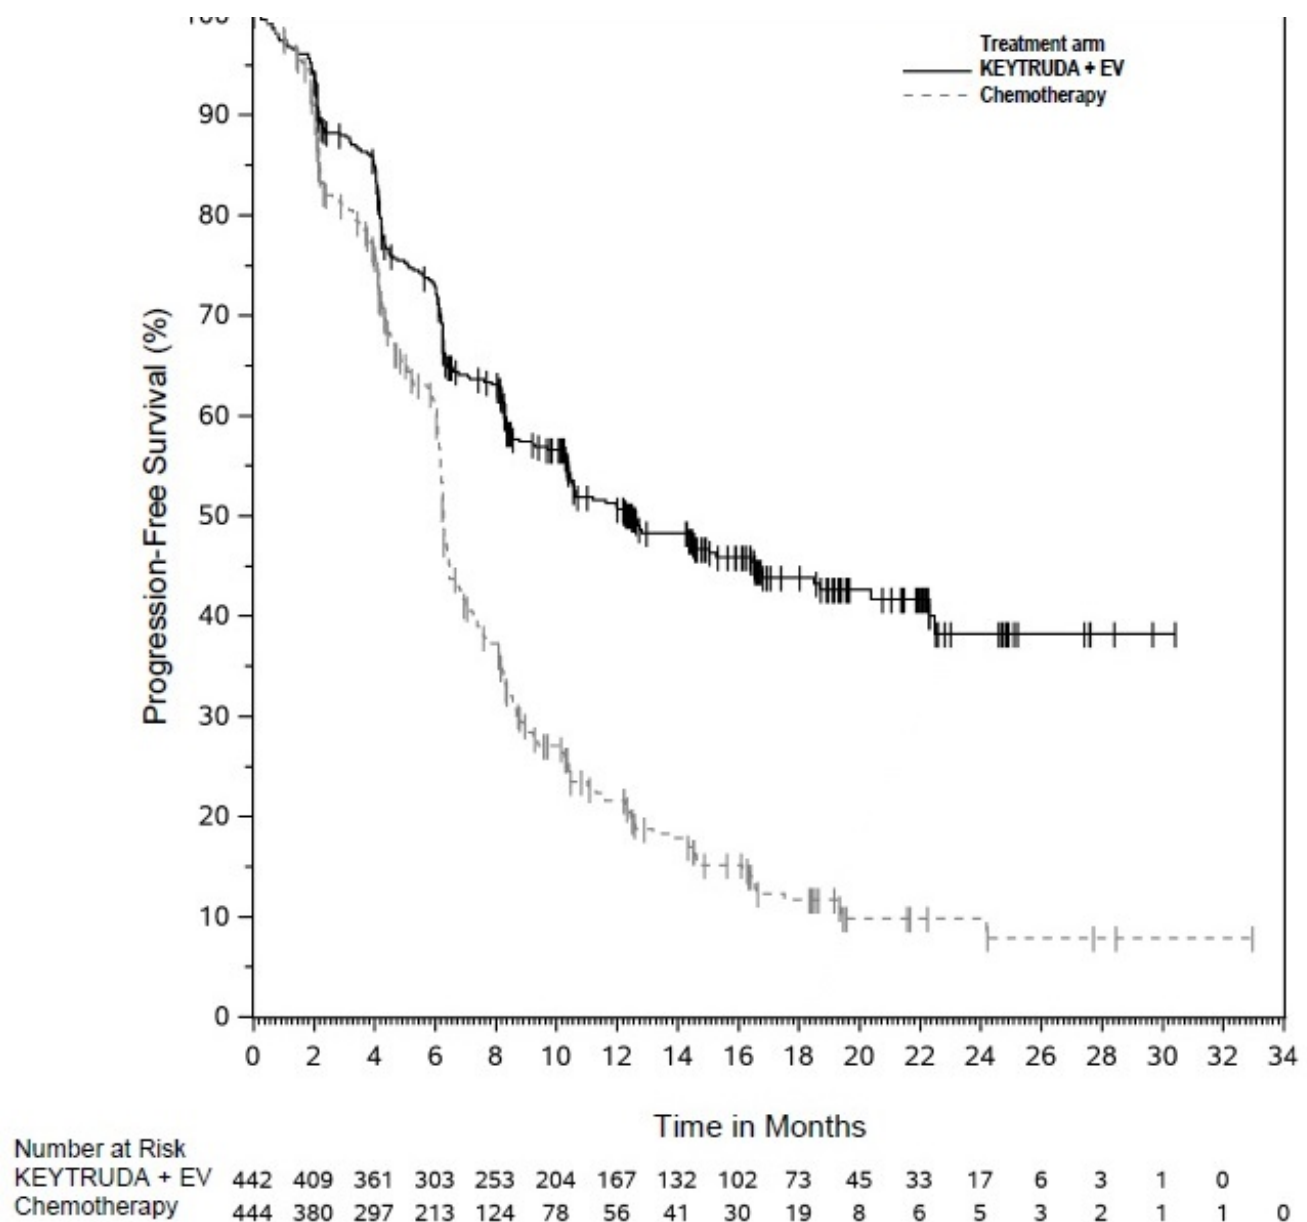 100
Treatment arm
KEYTRUDA + EV
Chemotherapy
90
80
70
60
50
40
30
20
10
0
Progression-Free Survival (%)
0 2 4 6 8 10 12 14 16 18 20 22 24 26 28 30 32 34
Time in Months
Number at Risk
KEYTRUDA + EV 442 409 361 303 253 204 167 132 102 73 45 33 17 6 3 1 0
Chemotherapy 444 380 297 213 124 78 56 41 30 19 8 6 5 3 2 1 1 0